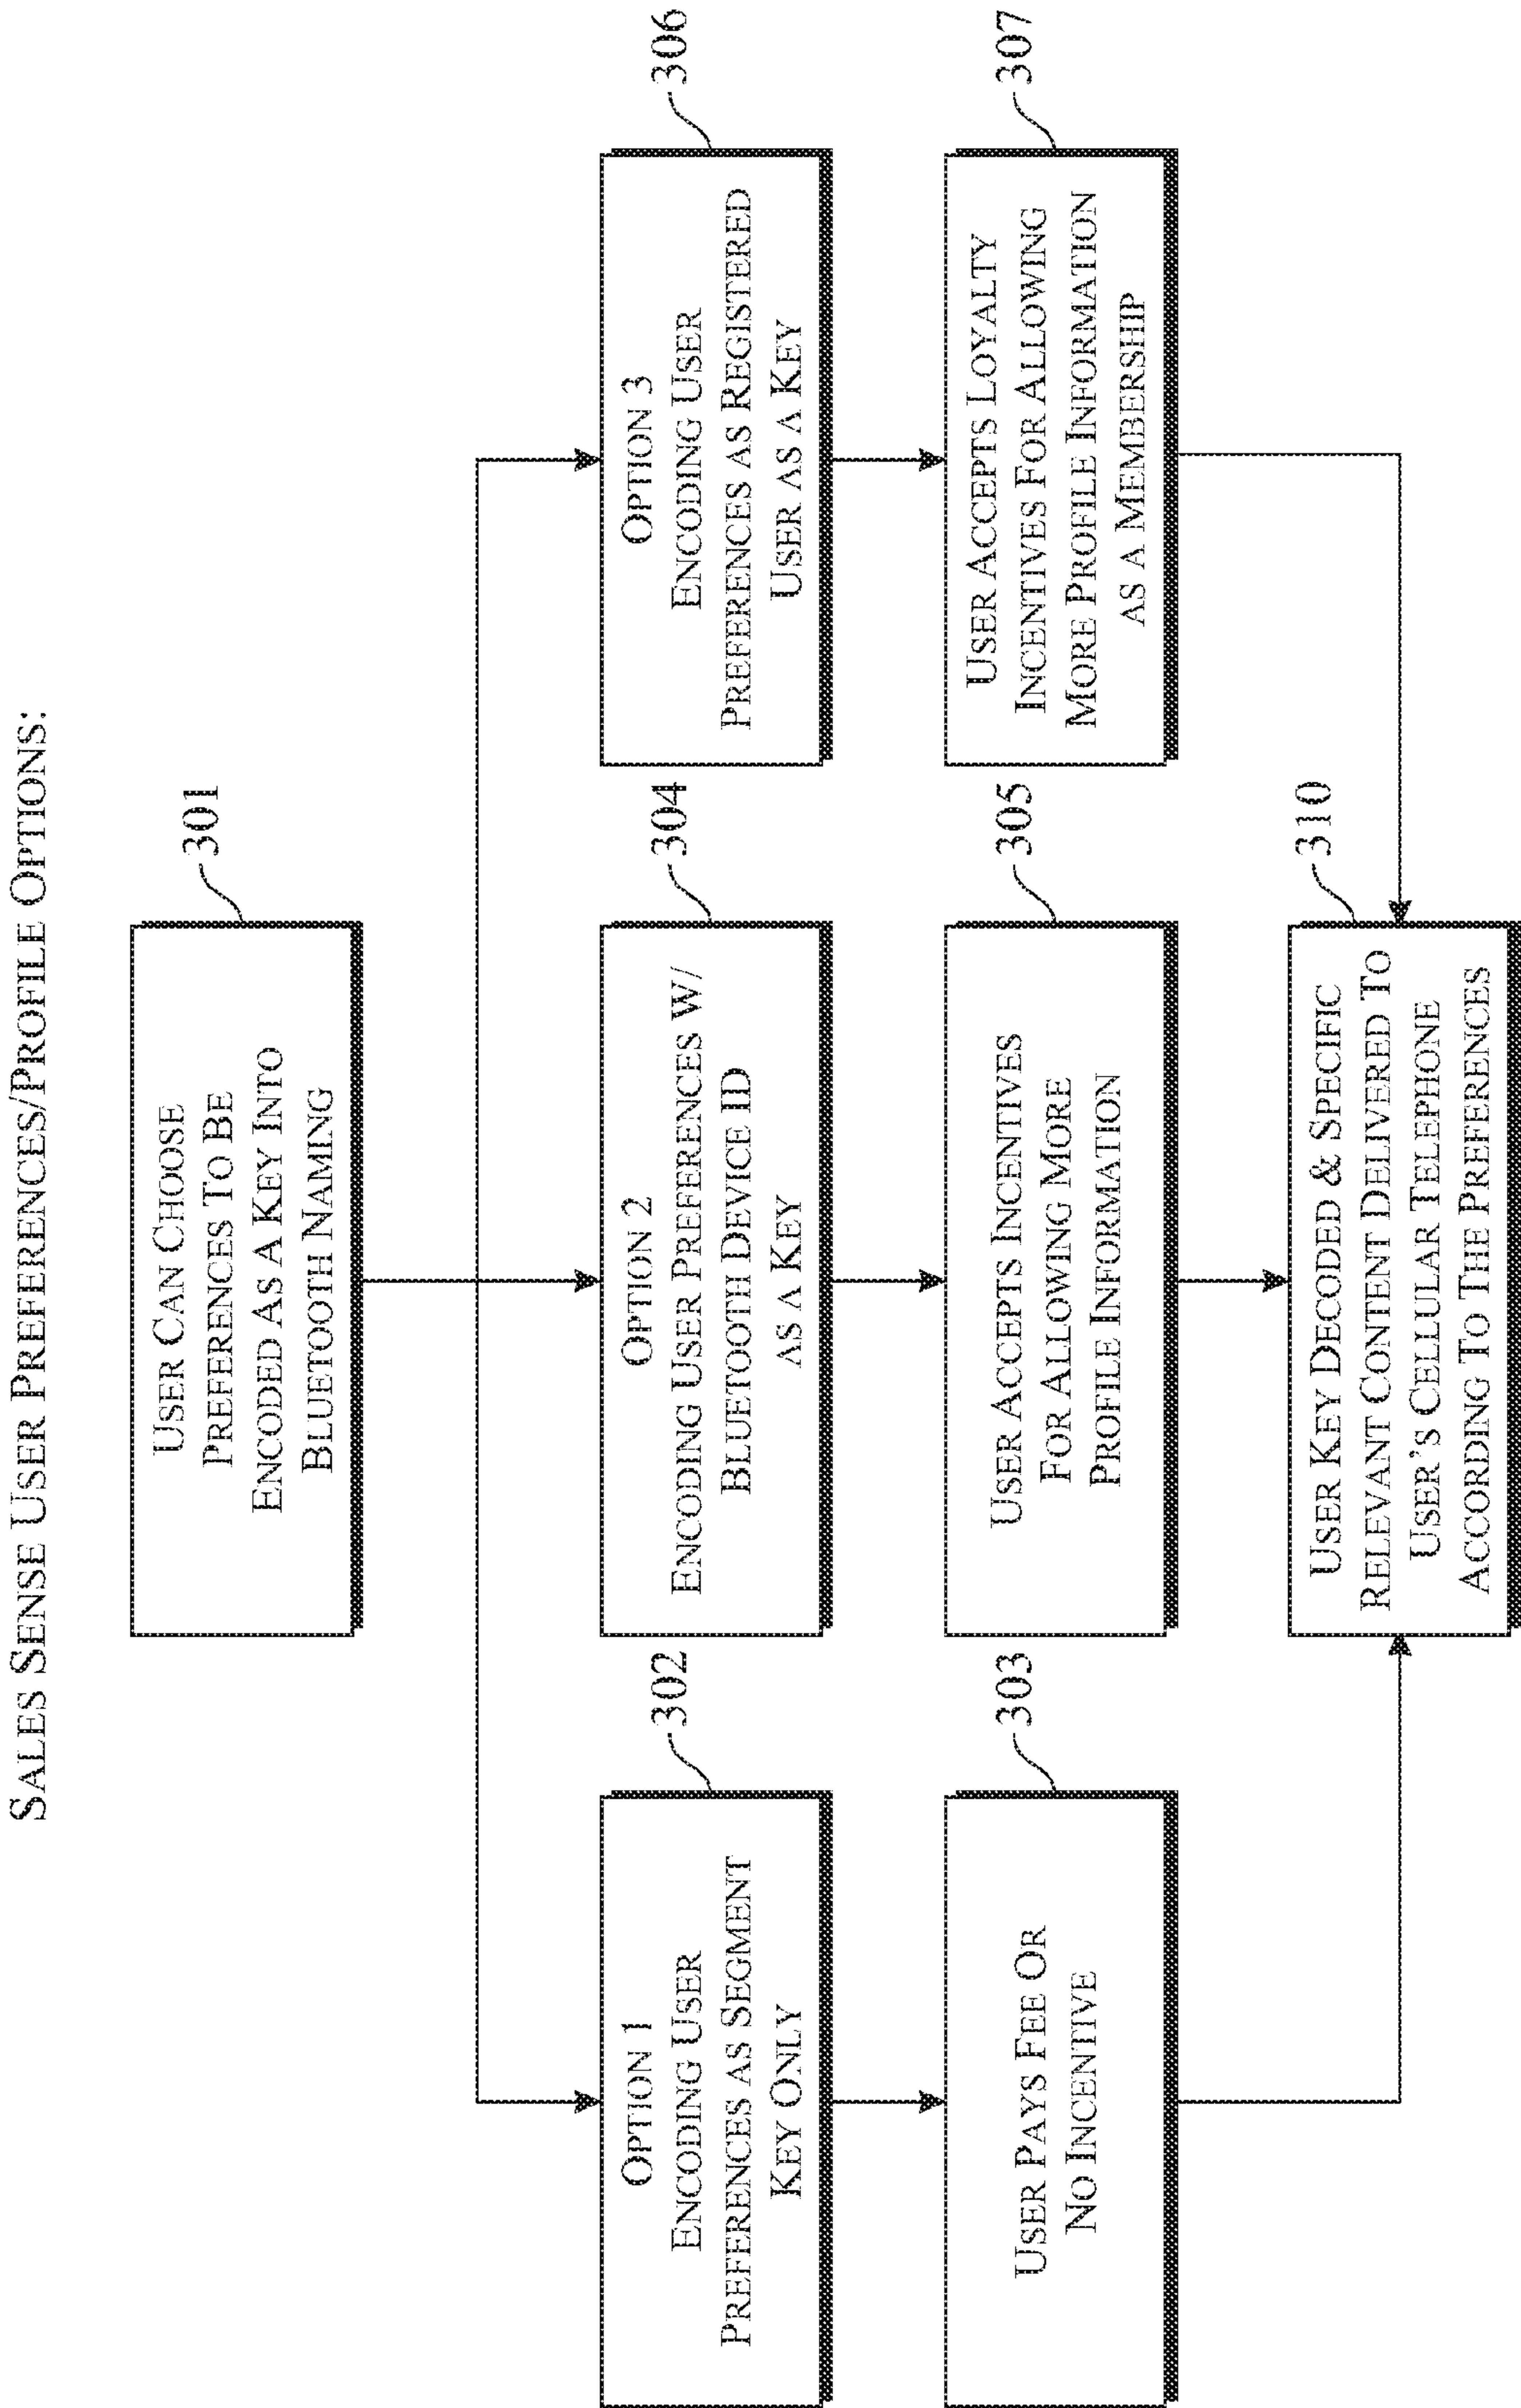 SALES SENSE USER PREFERENCES/PROFILE OPTIONS:
USER CAN CHOOSE
PREFERENCES TO BE
ENCODED AS A KEY INTO
BLUETOOTH NAMING
301
OPTION 1
ENCODING USER
PREFERENCES AS SEGMENT
KEY ONLY
302
OPTION 2
ENCODING USER PREFERENCES W/
BLUETOOTH DEVICE ID
AS A KEY
304
OPTION 3
ENCODING USER
PREFERENCES AS REGISTERED
USER AS A KEY
306
USER PAYS FEE OR
NO INCENTIVE
303
USER ACCEPTS INCENTIVES
FOR ALLOWING MORE
PROFILE INFORMATION
305
USER ACCEPTS LOYALTY
INCENTIVES FOR ALLOWING
MORE PROFILE INFORMATION
AS A MEMBERSHIP
307
USER KEY DECODED & SPECIFIC
RELEVANT CONTENT DELIVERED TO
USER'S CELLULAR TELEPHONE
ACCORDING TO THE PREFERENCES
310